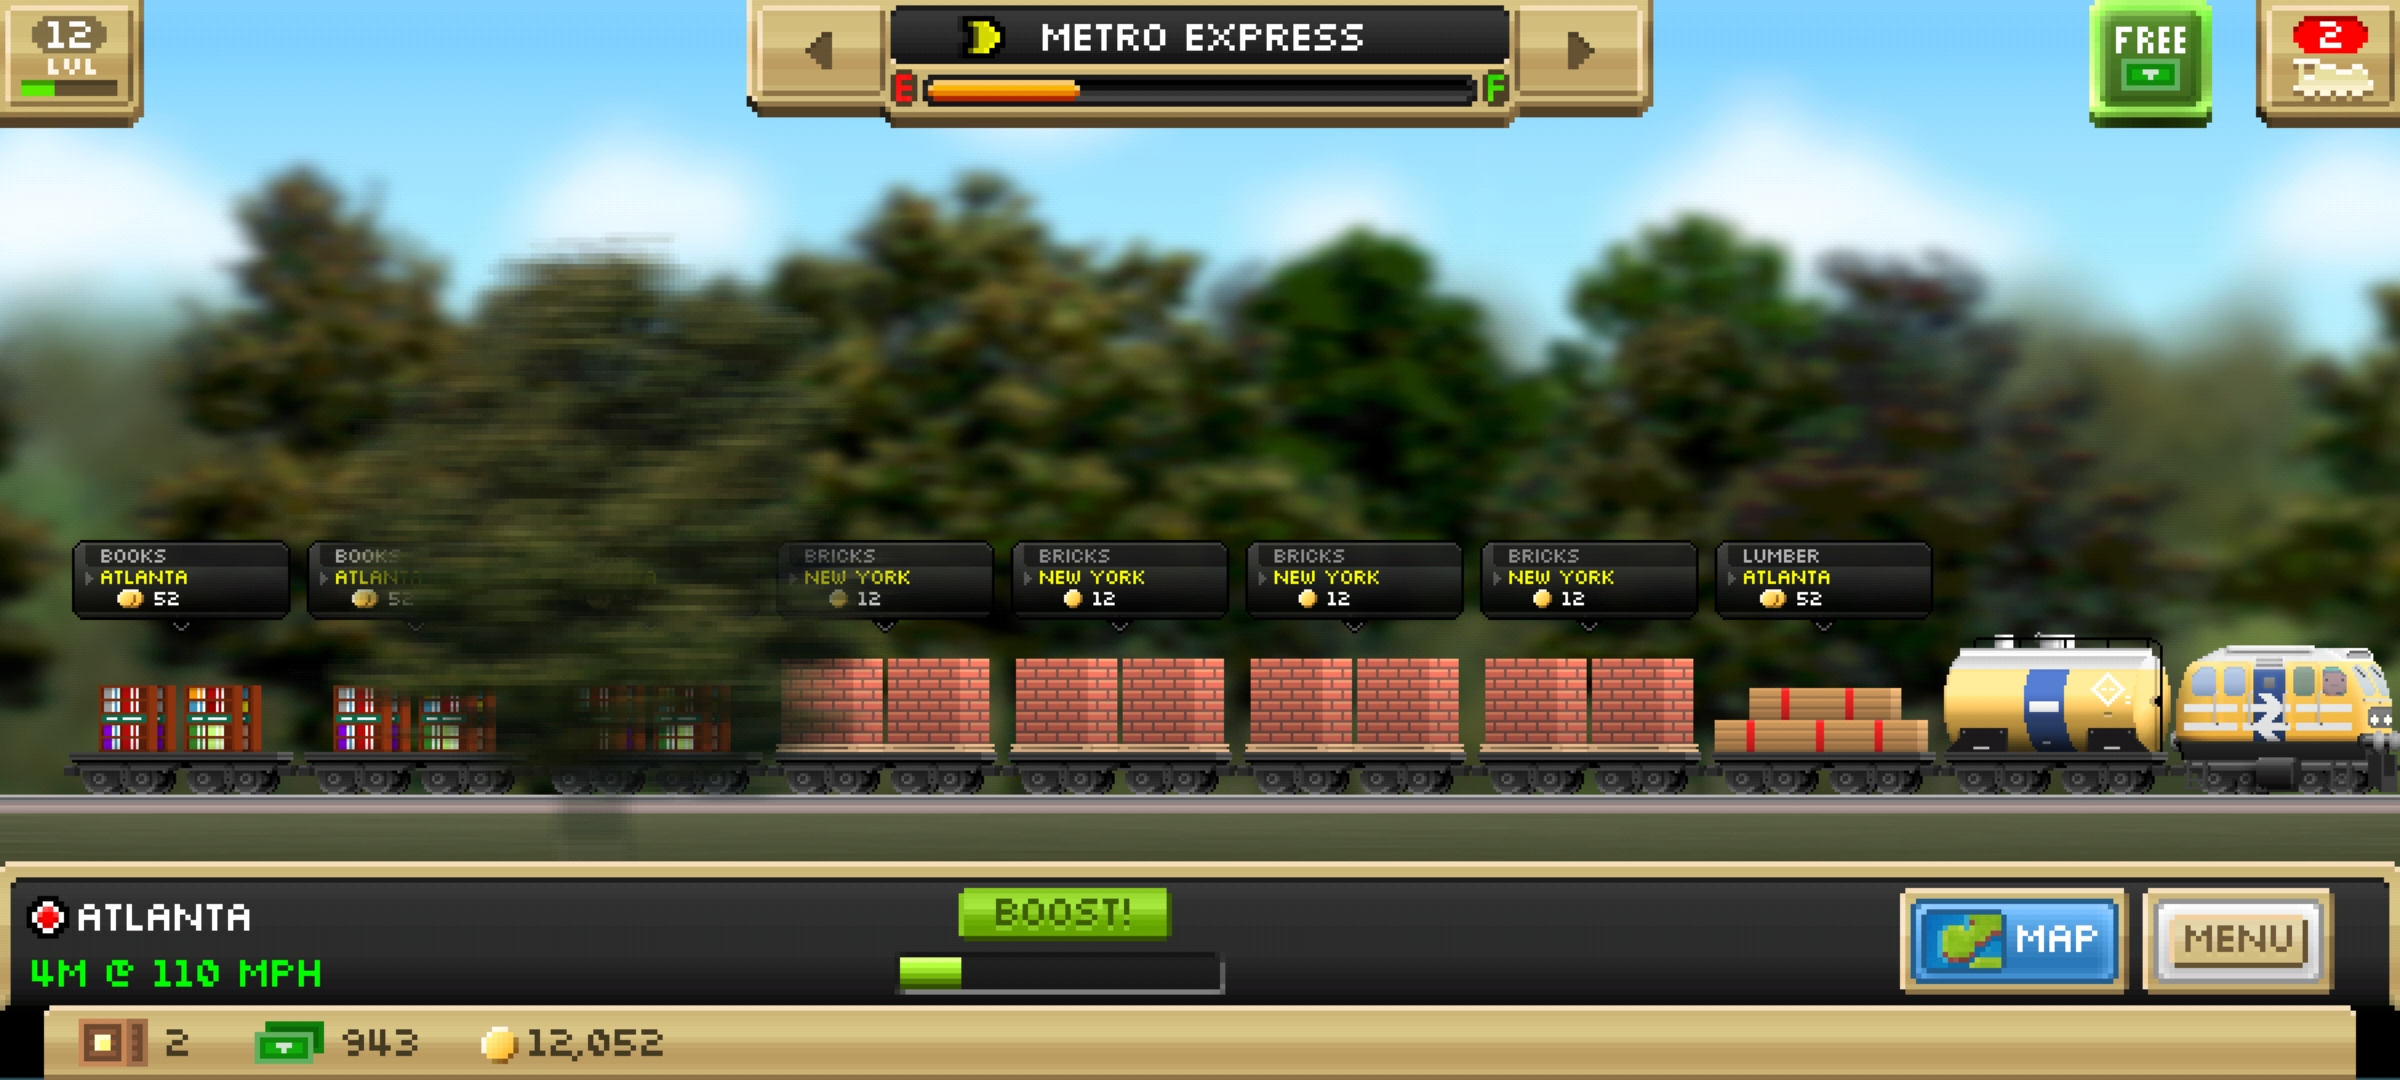 12
LVL
METRO EXPRESS
E
F
FREE
2
BOOKS
ATLANTA
52
BOOKS
ATLANTA
52
BRICKS
NEW YORK
12
BRICKS
NEW YORK
12
BRICKS
NEW YORK
12
BRICKS
NEW YORK
12
LUMBER
ATLANTA
52
ATLANTA
4M @ 110 MPH
BOOST!
MAP
MENU
2
943
12,052